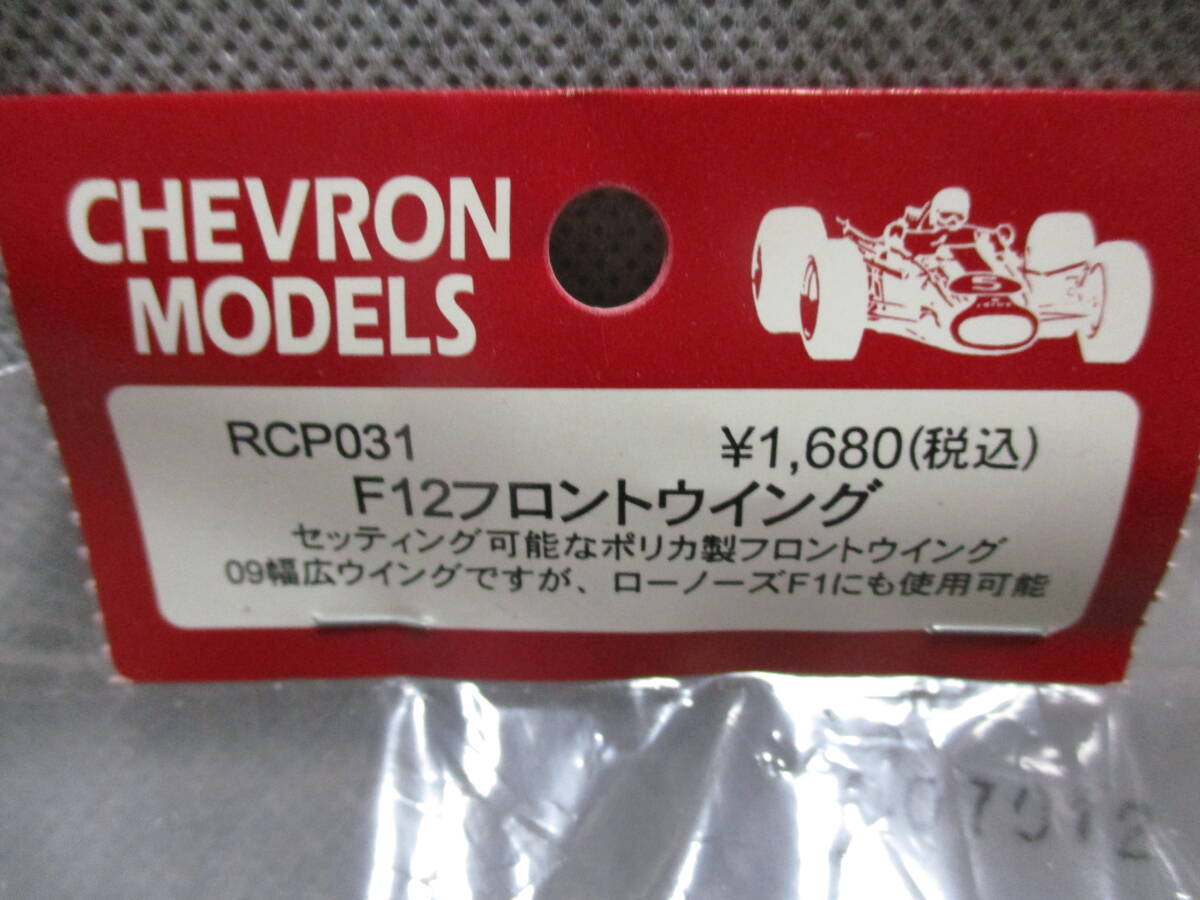 CHEVRON
MODELS
5
RCP031
¥1,680(税込)
F12フロントウイング
セッティング可能なポリカ製フロントウイング
09幅広ウイングですが、ローノーズF1にも使用可能